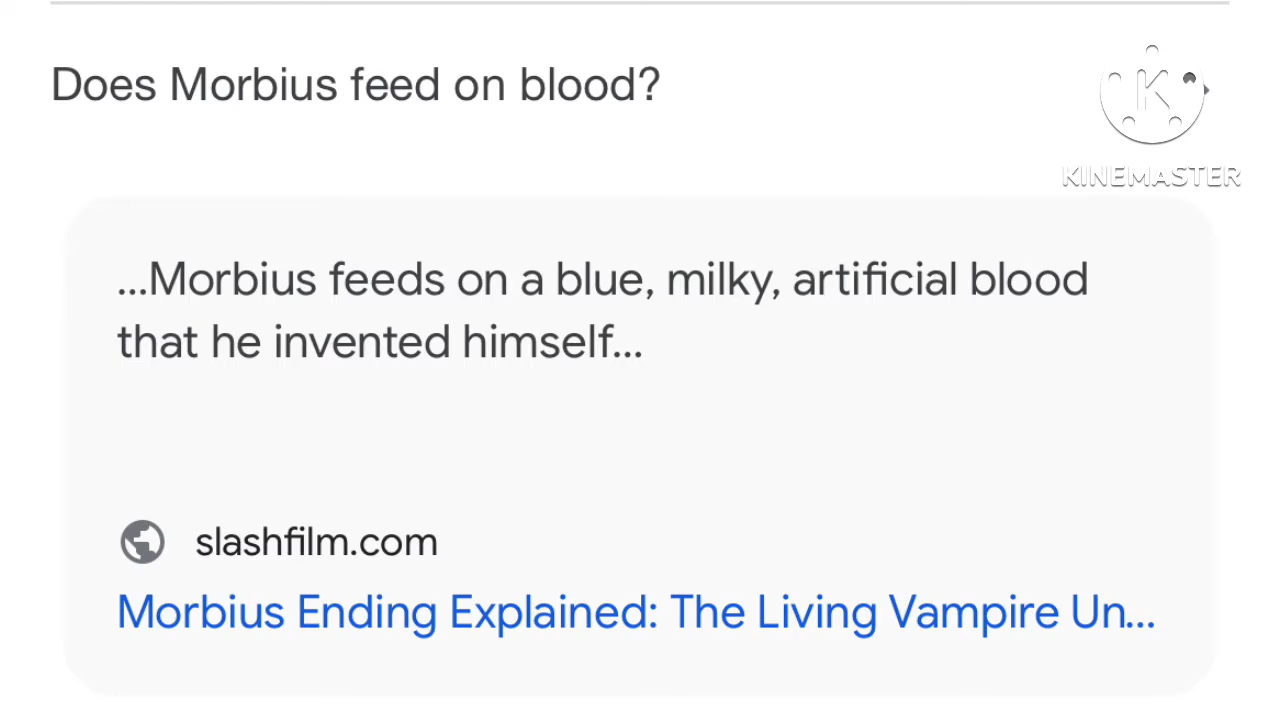 Does Morbius feed on blood?
KINEMASTER
...Morbius feeds on a blue, milky, artificial blood
that he invented himself...
slashfilm.com
Morbius Ending Explained: The Living Vampire Un...